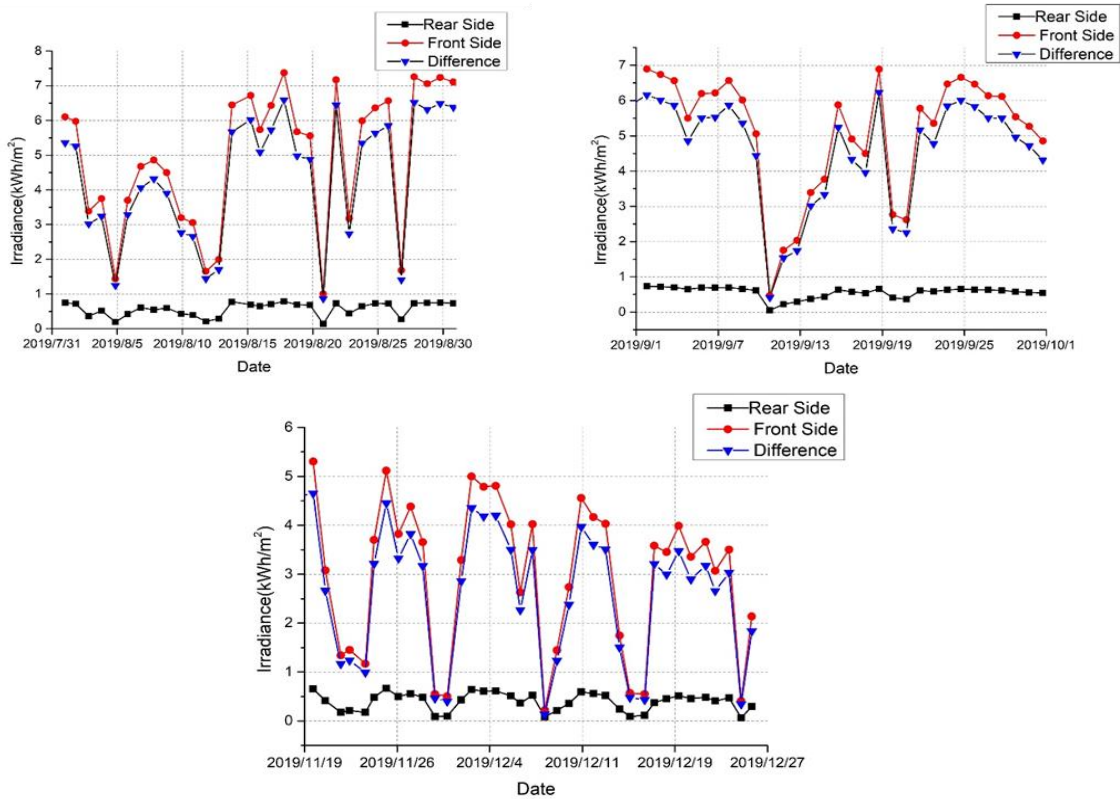 Rear Side
Front Side
Difference
8
7
6
5
4
3
2
1
0
Irradiance(kWh/m²)
2019/7/31 2019/8/5 2019/8/10 2019/8/15 2019/8/20 2019/8/25 2019/8/30
Date
Rear Side
Front Side
Difference
7
6
5
4
3
2
1
0
Irradiance(kWh/m²)
2019/9/1 2019/9/7 2019/9/13 2019/9/19 2019/9/25 2019/10/1
Date
Rear Side
Front Side
Difference
6
5
4
3
2
1
0
Irradiance(kWh/m²)
2019/11/19 2019/11/26 2019/12/4 2019/12/11 2019/12/19 2019/12/27
Date